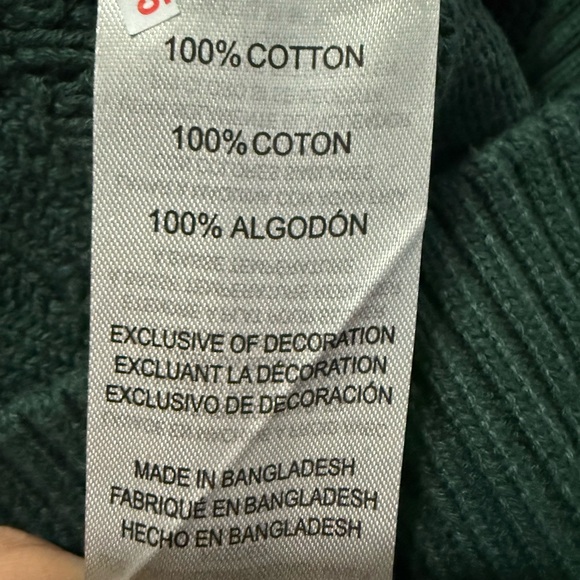 100% COTTON
100% COTON
100% ALGODÓN
EXCLUSIVE OF DECORATION
EXCLUANT LA DÉCORATION
EXCLUSIVO DE DECORACIÓN
MADE IN BANGLADESH
FABRIQUÉ EN BANGLADESH
HECHO EN BANGLADESH